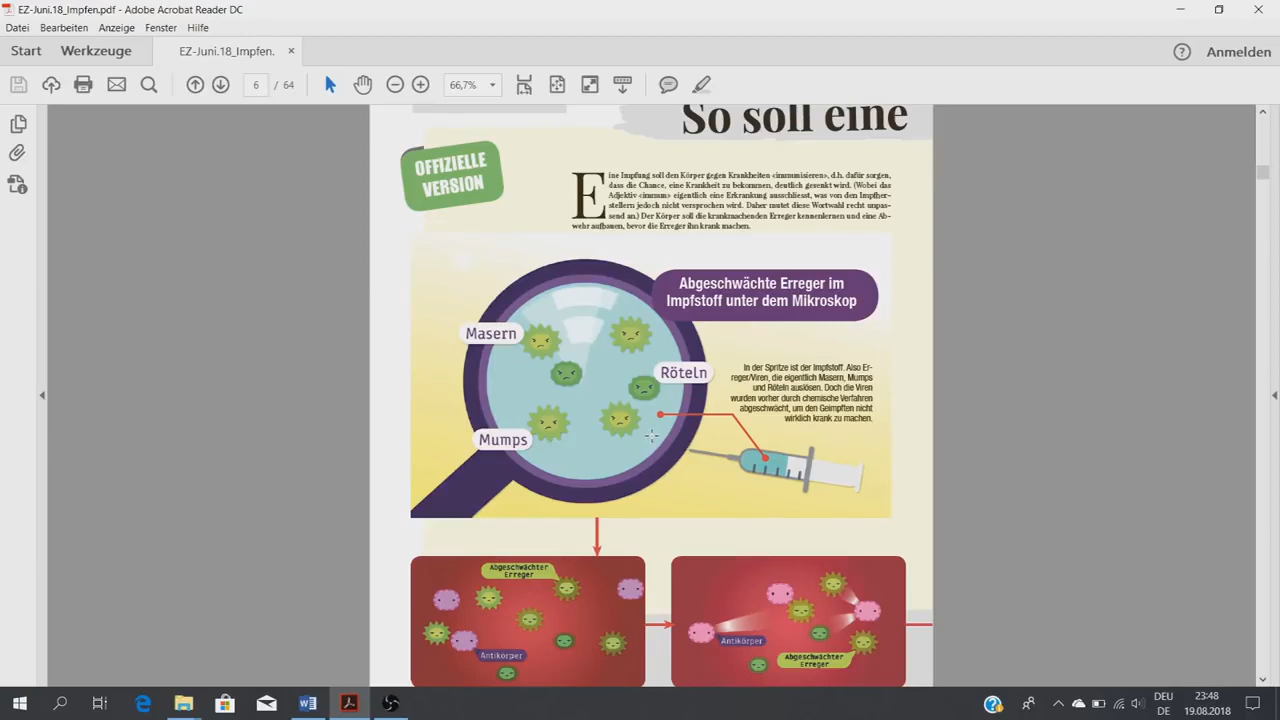 EZ-Juni.18_Impfen.pdf - Adobe Acrobat Reader DC
Datei Bearbeiten Anzeige Fenster Hilfe
Start Werkzeuge EZ-Juni.18_Impfen. × Anmelden
6 / 64 66,7%
So soll eine
OFFIZIELLE
VERSION
Eine Impfung soll den Körper gegen Krankheiten «immunisieren», d.h. dafür sorgen,
dass die Chance, eine Krankheit zu bekommen, deutlich gesenkt wird. (Wobei das
Adjektiv «immun» eigentlich eine Erkrankung ausschliesst, was von den Impfher-
stellern jedoch nicht versprochen wird. Daher mutet diese Wortwahl recht unpas-
send an.) Der Körper soll die krankmachenden Erreger kennenlernen und eine Ab-
wehr aufbauen, bevor die Erreger ihn krank machen.
Abgeschwächte Erreger im
Impfstoff unter dem Mikroskop
Masern
Röteln
Mumps
In der Spritze ist der Impfstoff. Also Er-
reger/Viren, die eigentlich Masern, Mumps
und Röteln auslösen. Doch die Viren
wurden vorher durch chemische Verfahren
abgeschwächt, um den Geimpften nicht
wirklich krank zu machen.
Abgeschwächter
Erreger
Antikörper
Antikörper
Abgeschwächter
Erreger
DEU 23:48
DE 19.08.2018